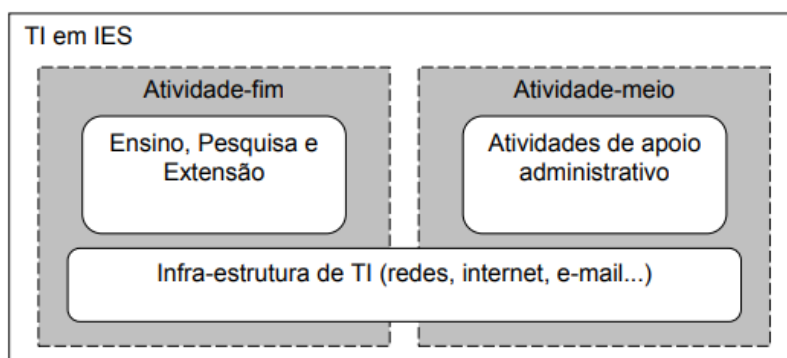 TI em IES
Atividade-fim
Atividade-meio
Ensino, Pesquisa e
Extensão
Atividades de apoio
administrativo
Infra-estrutura de TI (redes, internet, e-mail...)